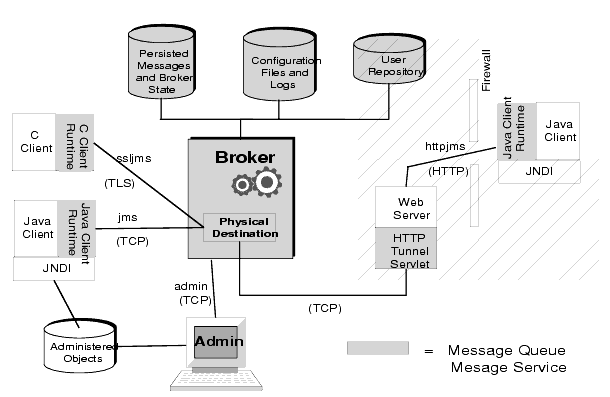 Persisted
Messages
and Broker
State
Configuration
Files and
Logs
User
Repository
Firewall
C
Client
C Client
Runtime
ssljms
(TLS)
Broker
Physical
Destination
httpjms
(HTTP)
Java Client
Runtime
Java
Client
JNDI
Java
Client
Java Client
Runtime
JNDI
jms
(TCP)
Web
Server
HTTP
Tunnel
Servlet
admin
(TCP)
(TCP)
Administered
Objects
Admin
= Message Queue
Mesage Service